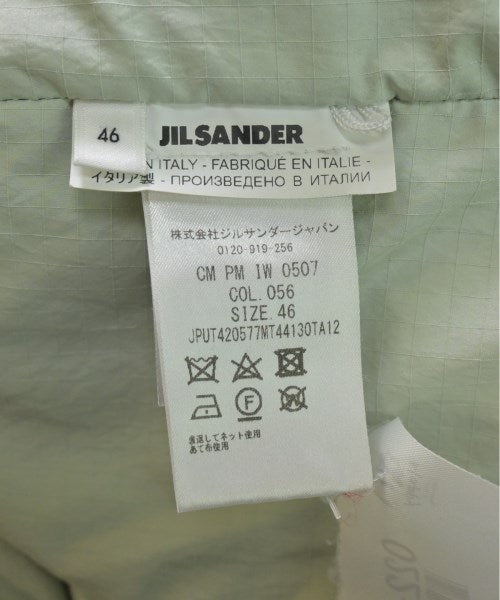 46 JIL SANDER
IN ITALY - FABRIQUÉ EN ITALIE -
イタリア製 - ПРОИЗВЕДЕНО В ИТАЛИИ
株式会社ジルサンダージャパン
0120-919-256
CM PM IW 0507
COL. 056
SIZE. 46
JPUT420577MT44130TA12
F W
裏返してネット使用
あて布使用